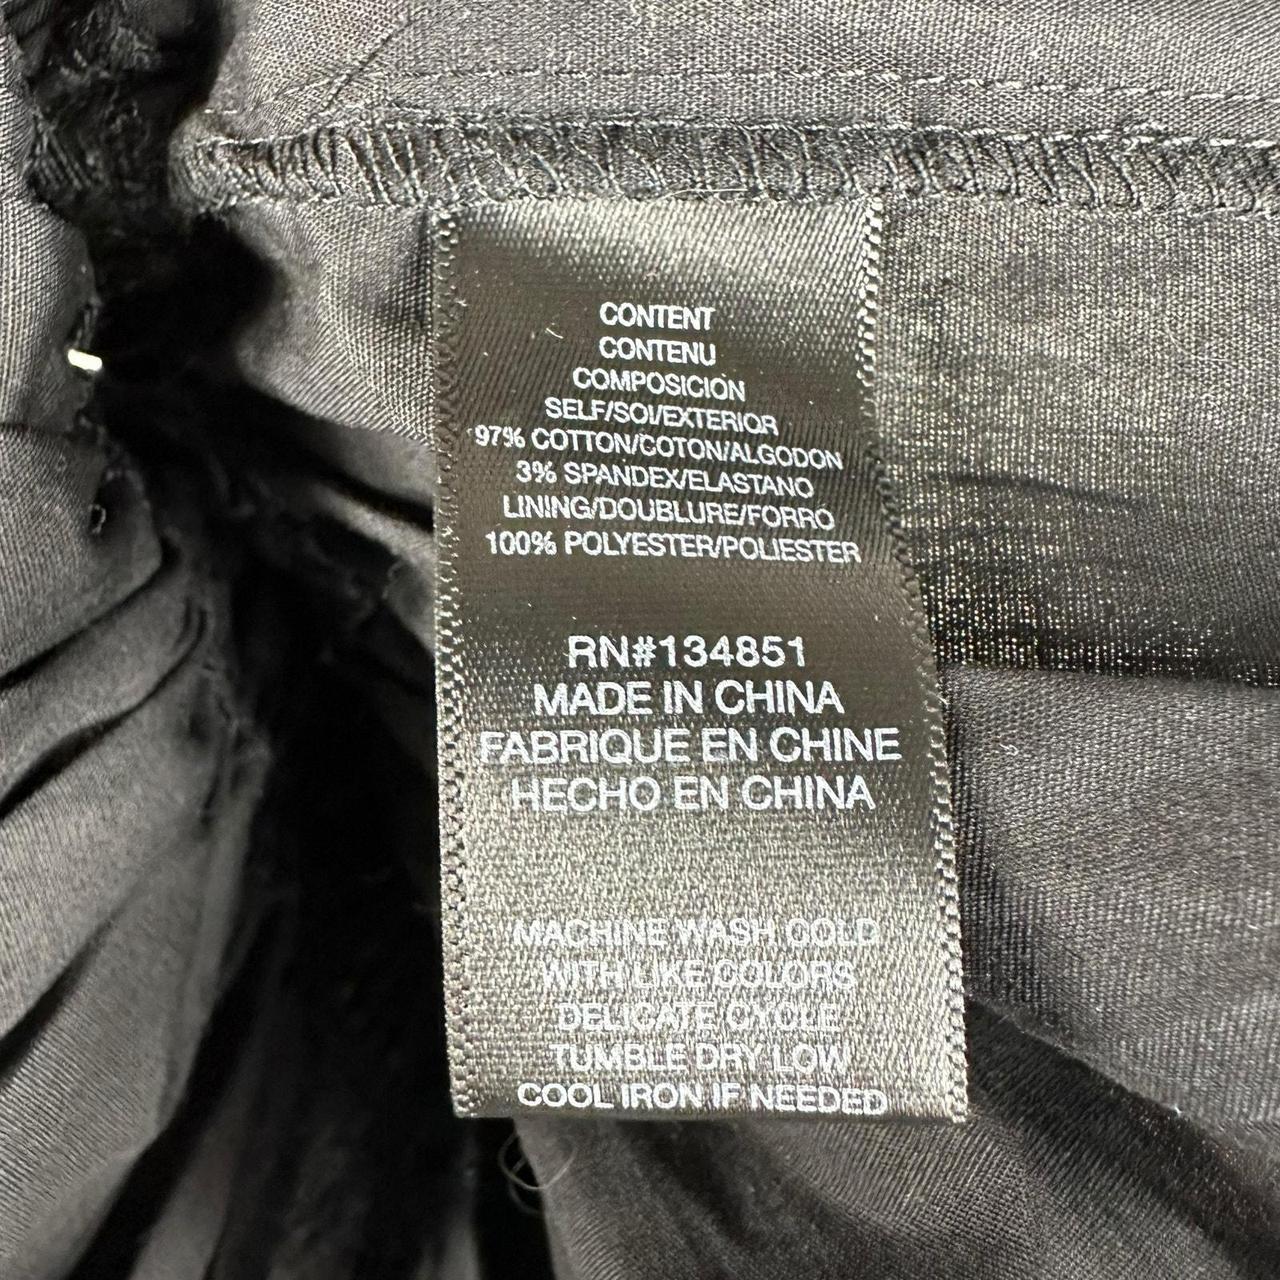 CONTENT
CONTENU
COMPOSICIÓN
SELF/SOI/EXTERIOR
97% COTTON/COTON/ALGODON
3% SPANDEX/ELASTANO
LINING/DOUBLURE/FORRO
100% POLYESTER/POLIESTER
RN#134851
MADE IN CHINA
FABRIQUE EN CHINE
HECHO EN CHINA
MACHINE WASH COLD
WITH LIKE COLORS
DELICATE CYCLE
TUMBLE DRY LOW
COOL IRON IF NEEDED